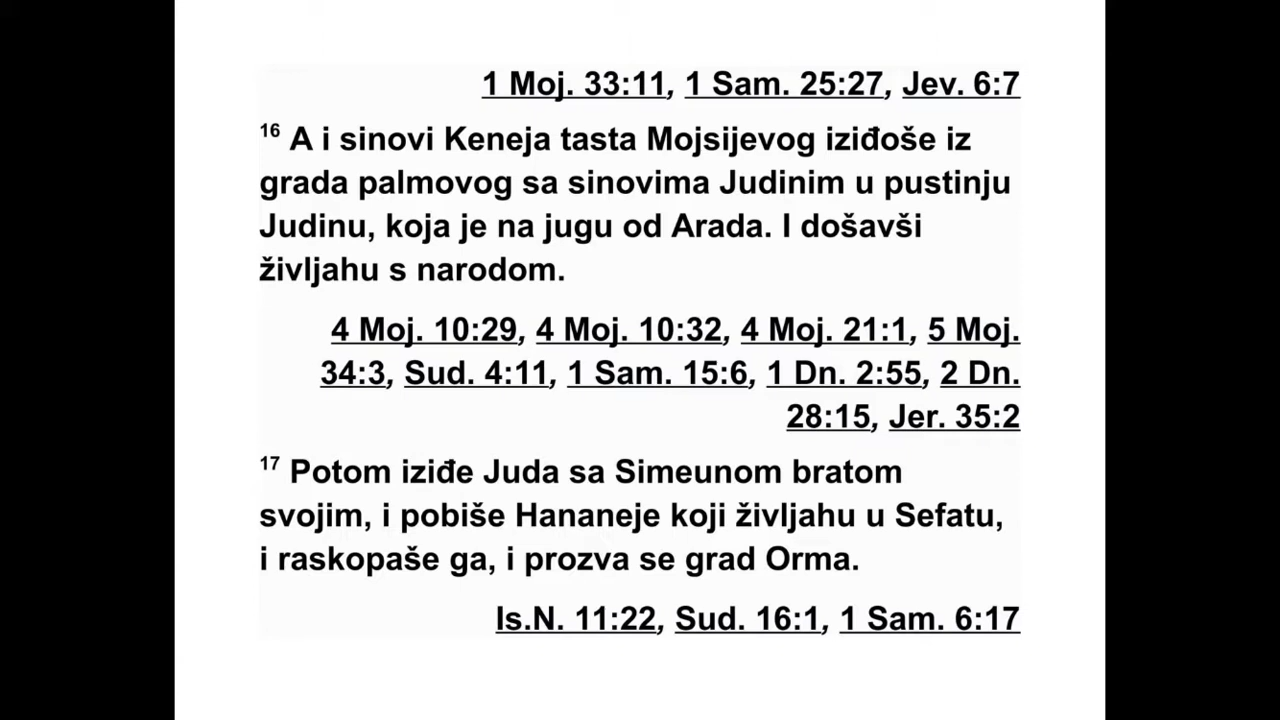 1 Moj. 33:11, 1 Sam. 25:27, Jev. 6:7
16 A i sinovi Keneja tasta Mojsijevog iziđoše iz
grada palmovog sa sinovima Judinim u pustinju
Judinu, koja je na jugu od Arada. I došavši
življahu s narodom.
4 Moj. 10:29, 4 Moj. 10:32, 4 Moj. 21:1, 5 Moj.
34:3, Sud. 4:11, 1 Sam. 15:6, 1 Dn. 2:55, 2 Dn.
28:15, Jer. 35:2
17 Potom iziđe Juda sa Simeunom bratom
svojim, i pobiše Hananeje koji življahu u Sefatu,
i raskopaše ga, i prozva se grad Orma.
Is.N. 11:22, Sud. 16:1, 1 Sam. 6:17